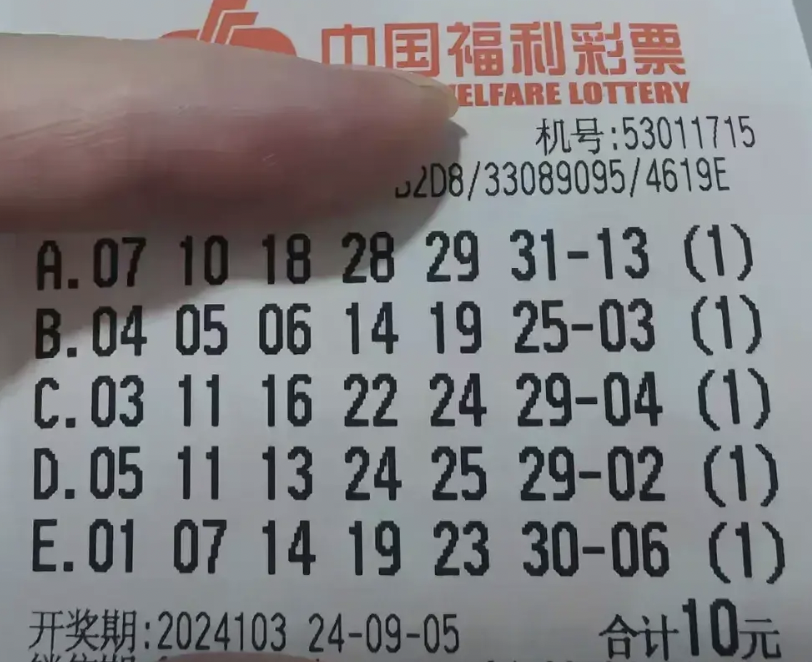 中国福利彩票
ELFARE LOTTERY
机号:53011715
2D8/33089095/4619E
A.07 10 18 28 29 31-13 (1)
B.04 05 06 14 19 25-03 (1)
C.03 11 16 22 24 29-04 (1)
D.05 11 13 24 25 29-02 (1)
E.01 07 14 19 23 30-06 (1)
开奖期:2024103 24-09-05 合计10元